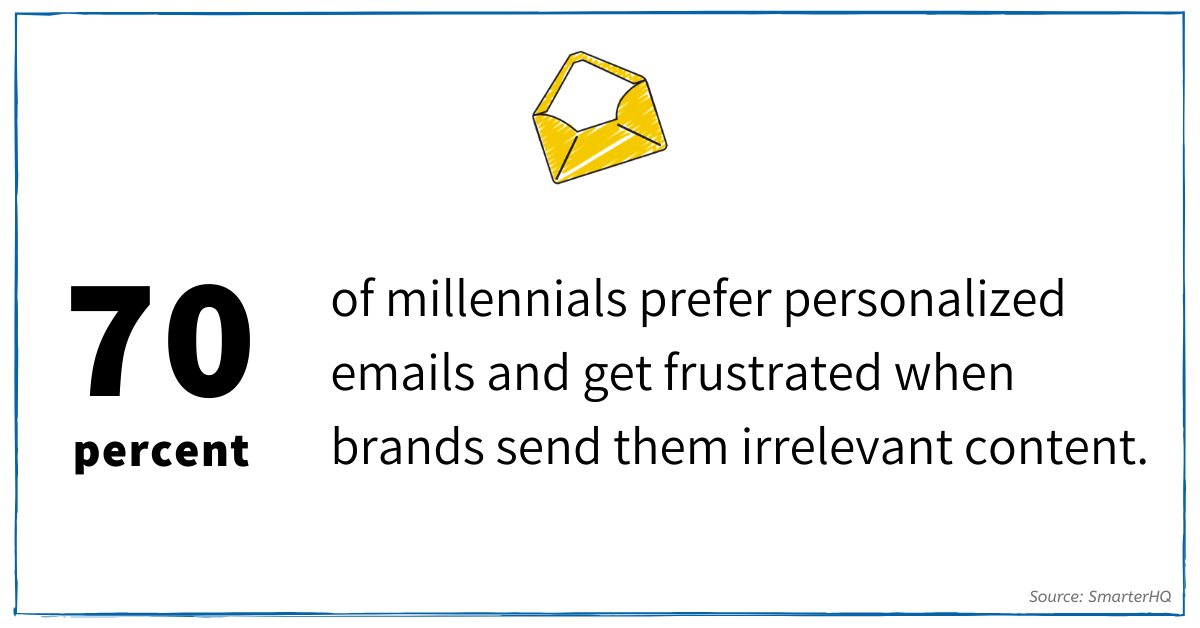 70
percent
of millennials prefer personalized
emails and get frustrated when
brands send them irrelevant content.
Source: SmarterHQ